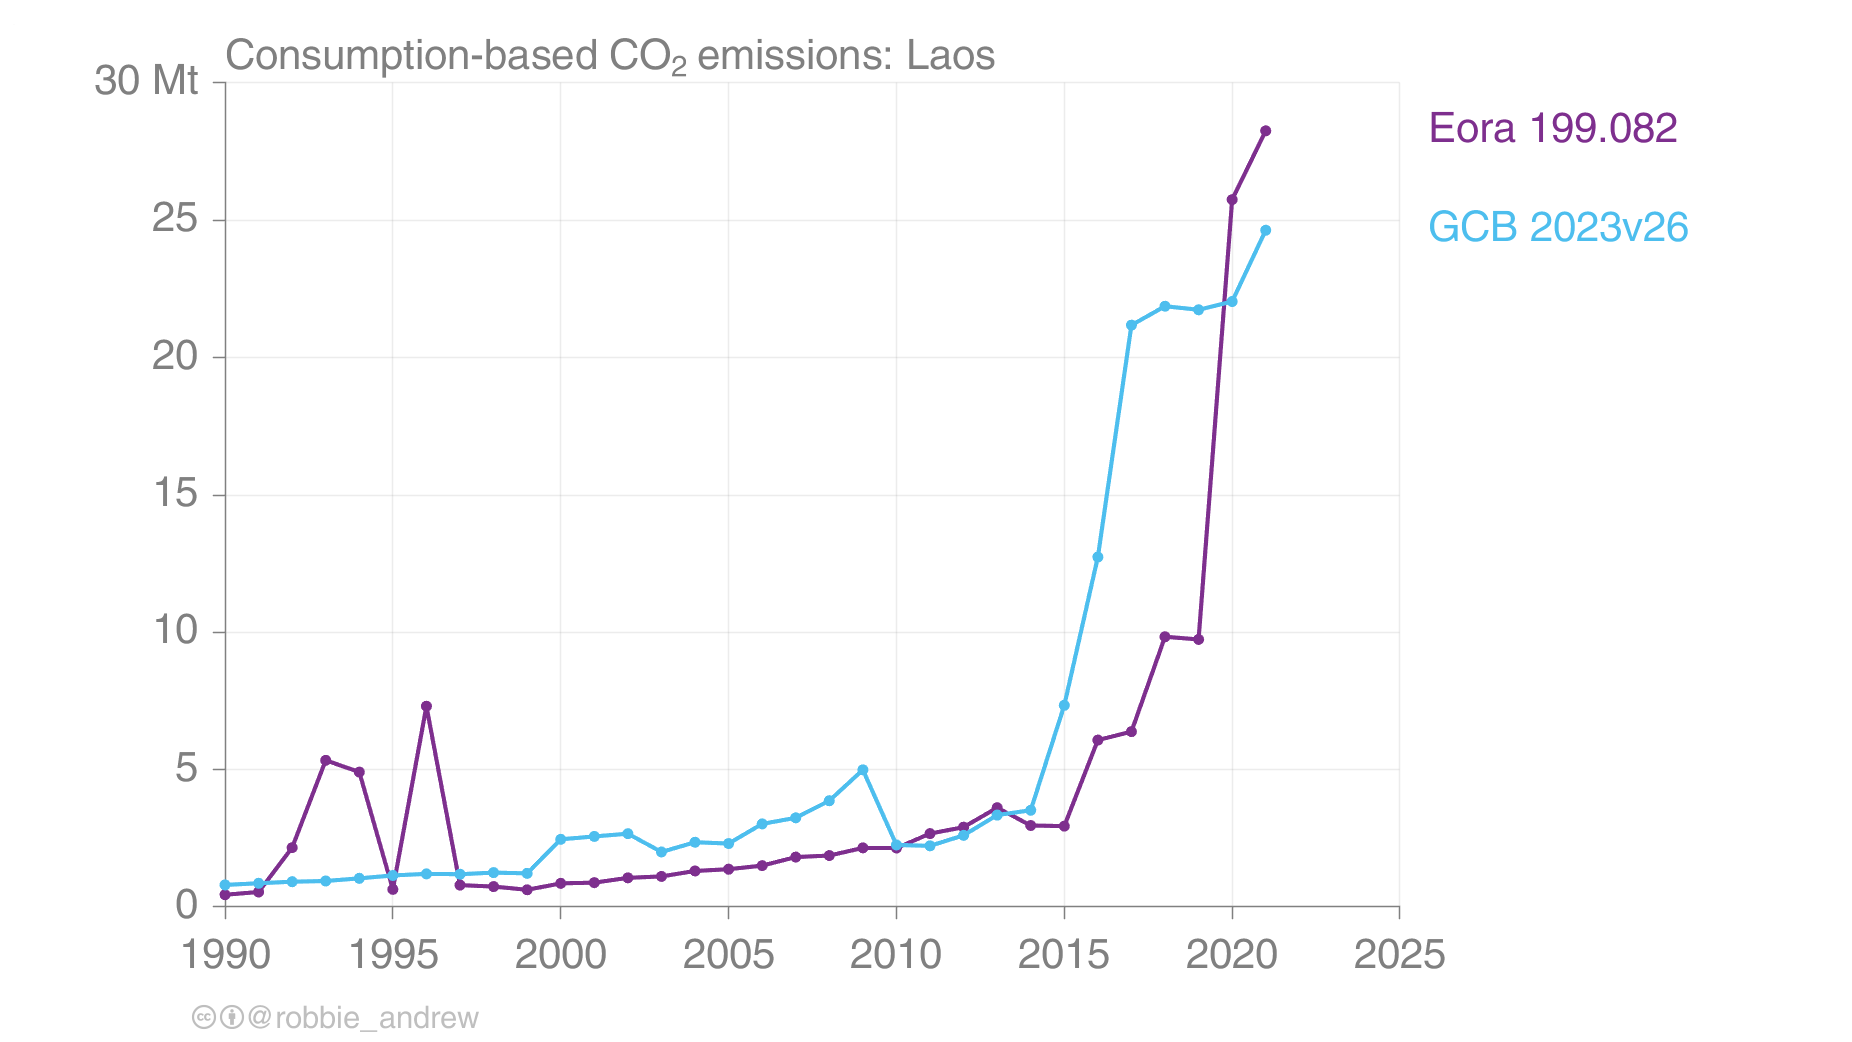 Consumption-based CO₂ emissions: Laos
30 Mt
25
20
15
10
5
0
1990 1995 2000 2005 2010 2015 2020 2025
Eora 199.082
GCB 2023v26
@robbie_andrew